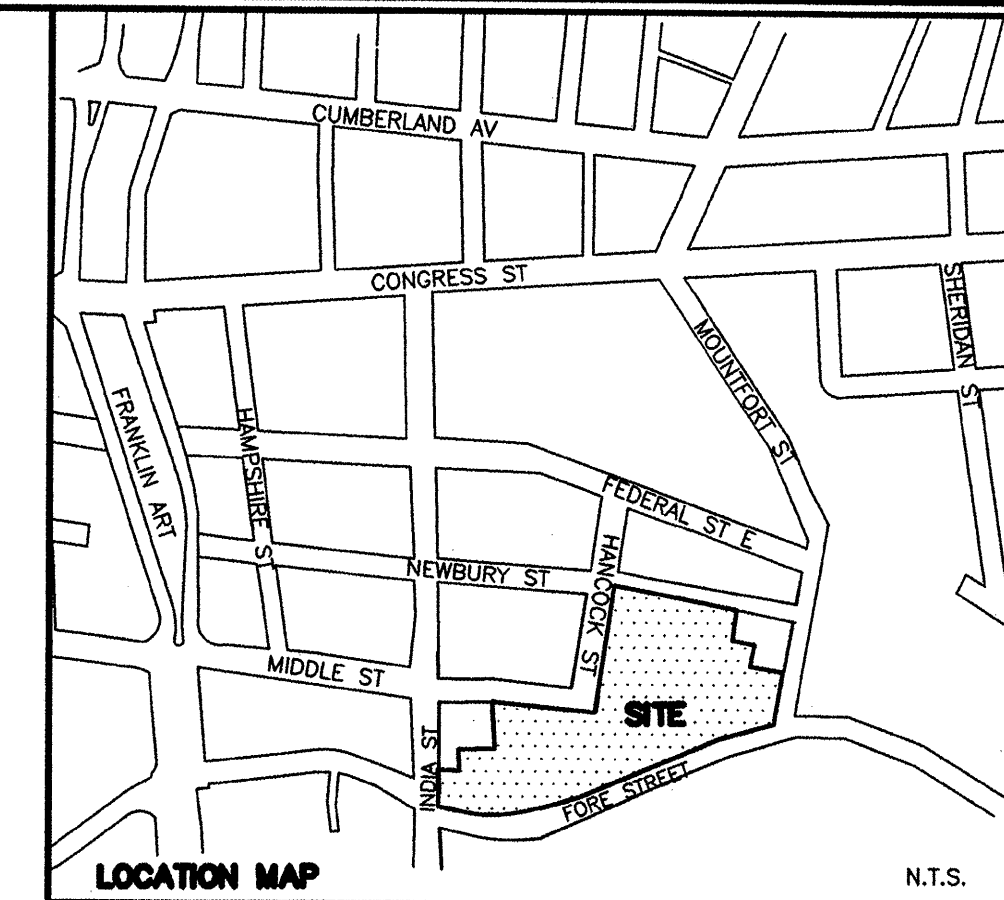 CUMBERLAND AV
CONGRESS ST
SHERIDAN ST
MOUNTFORT ST
FRANKLIN ART
HAMPSHIRE ST
FEDERAL ST E
HANCOCK ST
NEWBURY ST
MIDDLE ST
SITE
INDIA ST
FORE STREET
LOCATION MAP
N.T.S.